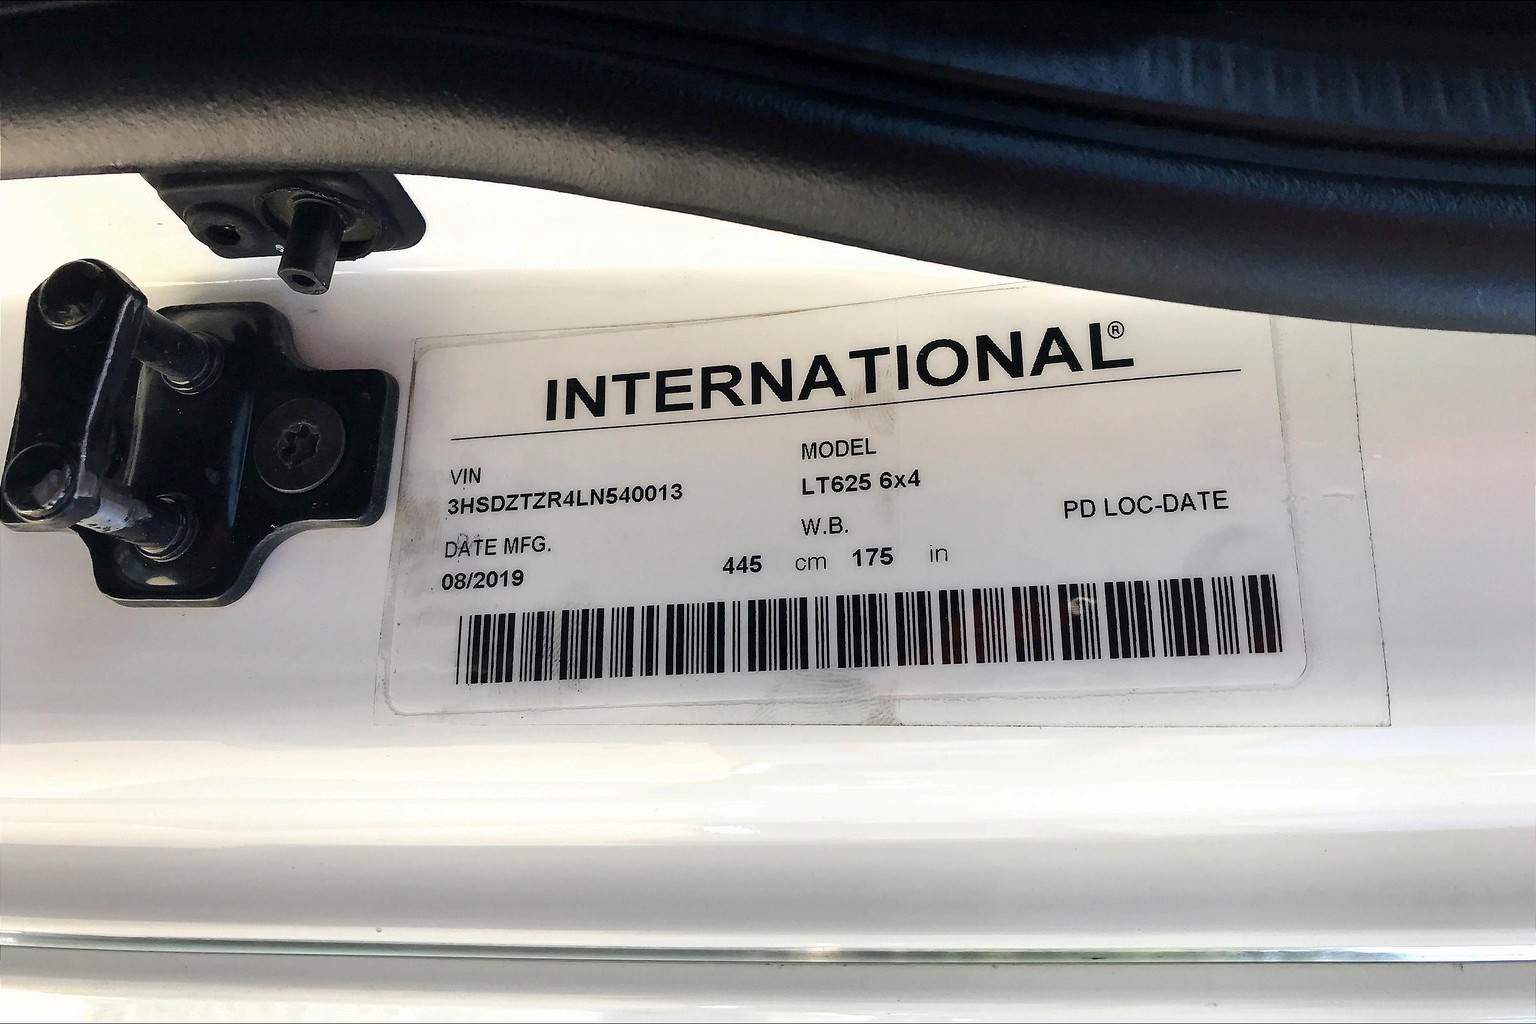 INTERNATIONAL®
VIN
3HSDZTZR4LN540013
MODEL
LT625 6x4
DATE MFG.
08/2019
W.B.
445 cm 175 in
PD LOC-DATE